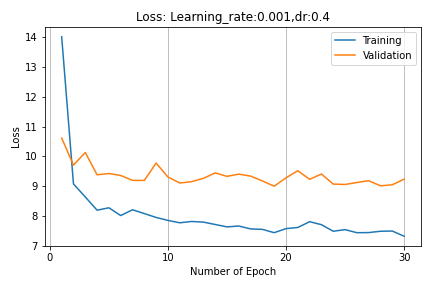 Loss: Learning_rate:0.001,dr:0.4
Training
Validation
Loss
14
13
12
11
10
9
8
7
0
10
20
30
Number of Epoch